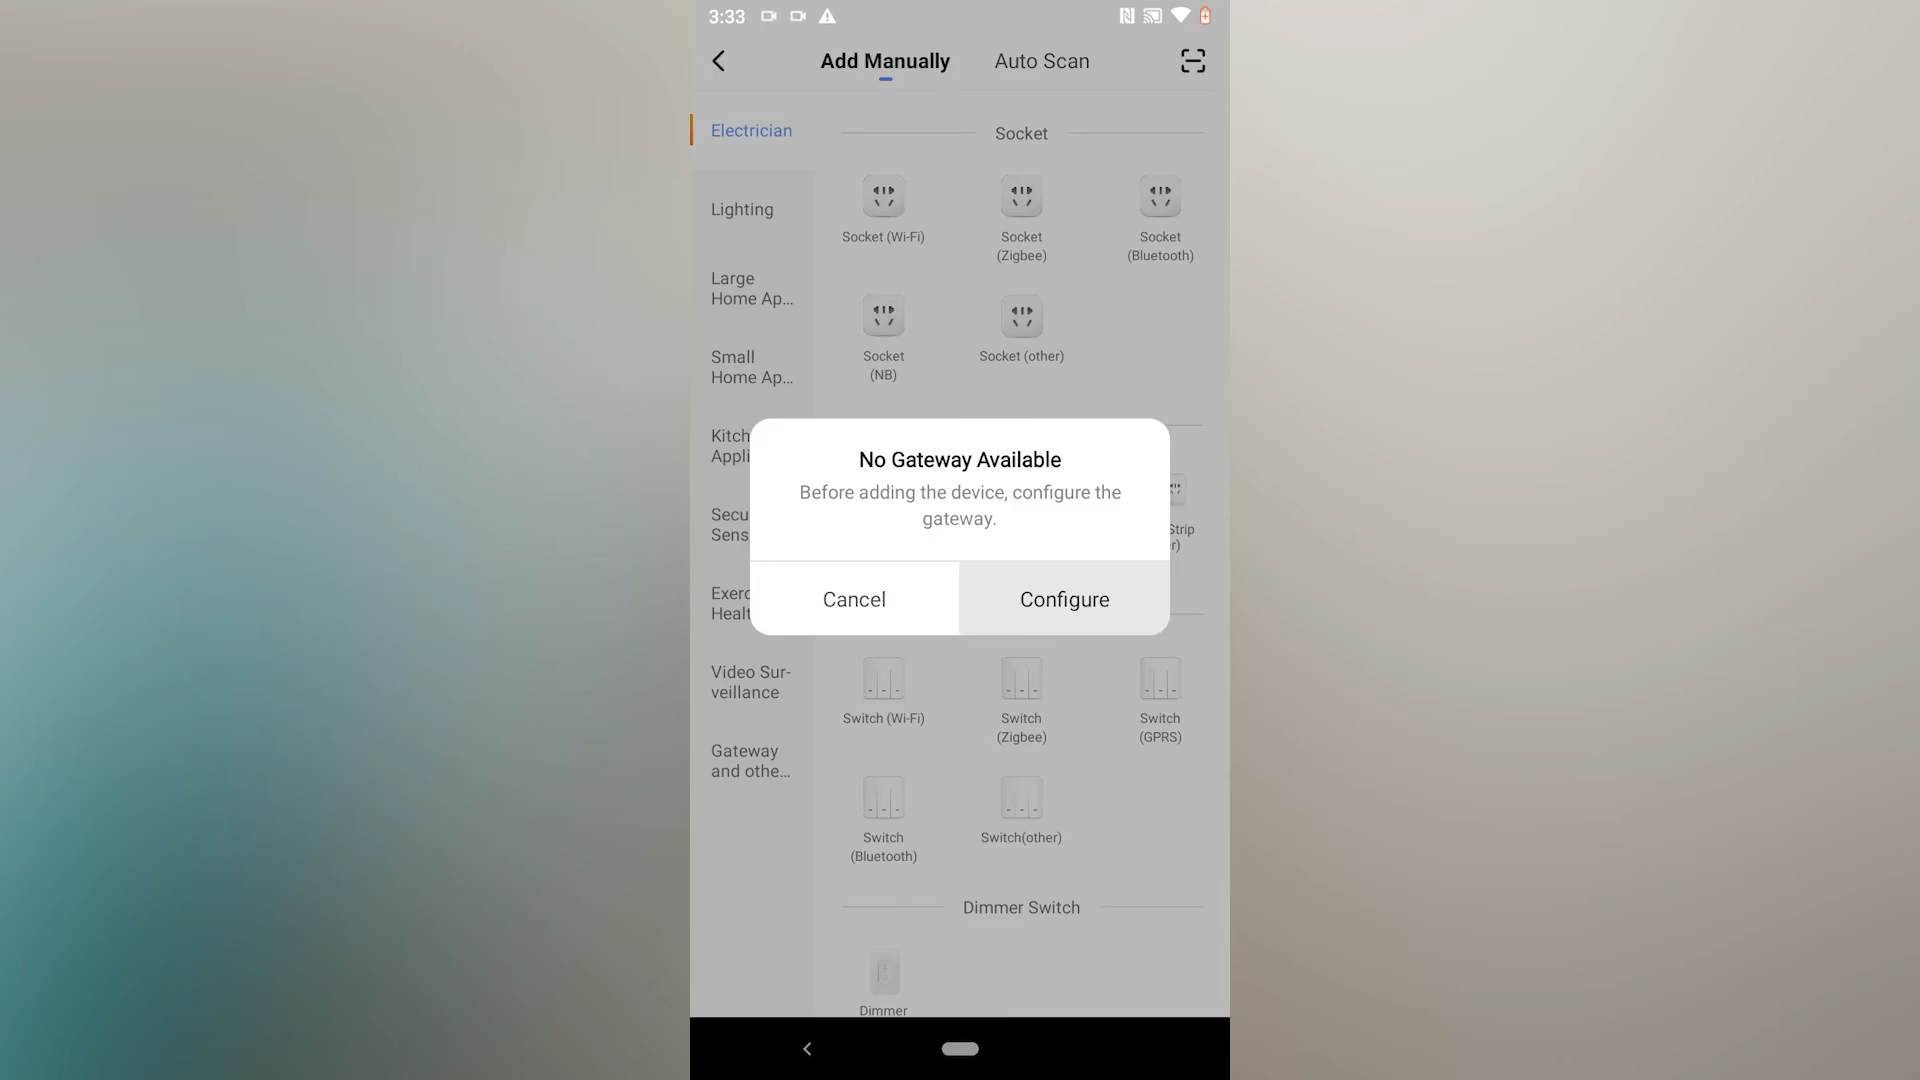 3:33
Add Manually
Auto Scan
Electrician
Socket
Socket (Wi-Fi)
Socket
(Zigbee)
Socket
(Bluetooth)
Lighting
Large
Home Ap...
Socket
(NB)
Socket (other)
Small
Home Ap...
Kitch
Appli
Secu
Sens
Exerc
Healt
Strip
r)
No Gateway Available
Before adding the device, configure the
gateway.
Cancel
Configure
Video Sur-
veillance
Switch (Wi-Fi)
Switch
(Zigbee)
Switch
(GPRS)
Gateway
and othe...
Switch
(Bluetooth)
Switch(other)
Dimmer Switch
Dimmer